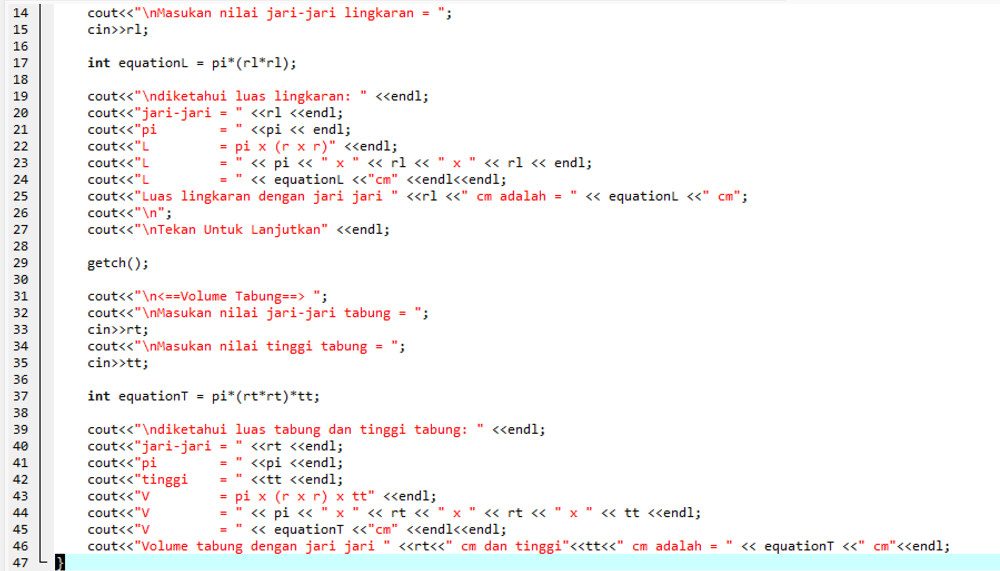 14 cout<<"\nMasukan nilai jari-jari lingkaran = ";
15 cin>>rl;
16
17 int equationL = pi*(rl*rl);
18
19 cout<<"\ndiketahui luas lingkaran: " <<endl;
20 cout<<"jari-jari = " <<rl <<endl;
21 cout<<"pi        = " <<pi << endl;
22 cout<<"L         = pi x (r x r)" <<endl;
23 cout<<"L         = " << pi << " x " << rl << " x " << rl << endl;
24 cout<<"L         = " << equationL <<"cm" <<endl<<endl;
25 cout<<"Luas lingkaran dengan jari jari " <<rl <<" cm adalah = " << equationL <<" cm";
26 cout<<"\n";
27 cout<<"\nTekan Untuk Lanjutkan" <<endl;
28
29 getch();
30
31 cout<<"\n<==Volume Tabung==> ";
32 cout<<"\nMasukan nilai jari-jari tabung = ";
33 cin>>rt;
34 cout<<"\nMasukan nilai tinggi tabung = ";
35 cin>>tt;
36
37 int equationT = pi*(rt*rt)*tt;
38
39 cout<<"\ndiketahui luas tabung dan tinggi tabung: " <<endl;
40 cout<<"jari-jari = " <<rt <<endl;
41 cout<<"pi        = " <<pi <<endl;
42 cout<<"tinggi    = " <<tt <<endl;
43 cout<<"V         = pi x (r x r) x tt" <<endl;
44 cout<<"V         = " << pi << " x " << rt << " x " << rt << " x " << tt <<endl;
45 cout<<"V         = " << equationT <<"cm" <<endl<<endl;
46 cout<<"Volume tabung dengan jari jari " <<rt<<" cm dan tinggi"<<tt<<" cm adalah = " << equationT <<" cm"<<endl;
47 }